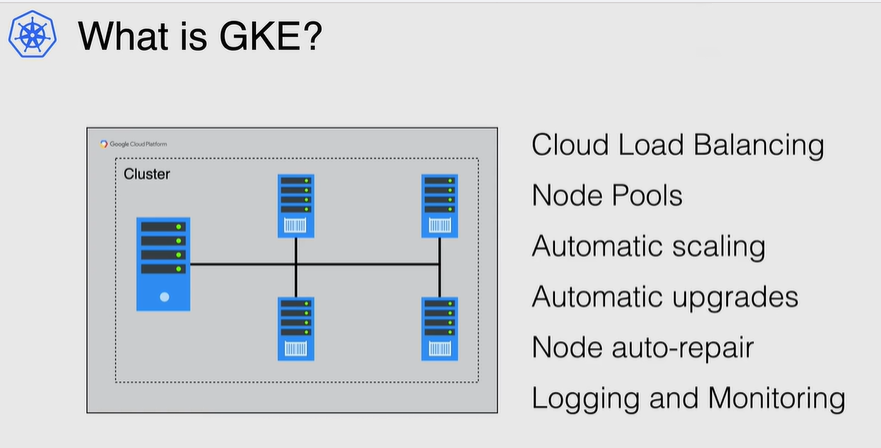 What is GKE?
Google Cloud Platform
Cluster
Cloud Load Balancing
Node Pools
Automatic scaling
Automatic upgrades
Node auto-repair
Logging and Monitoring